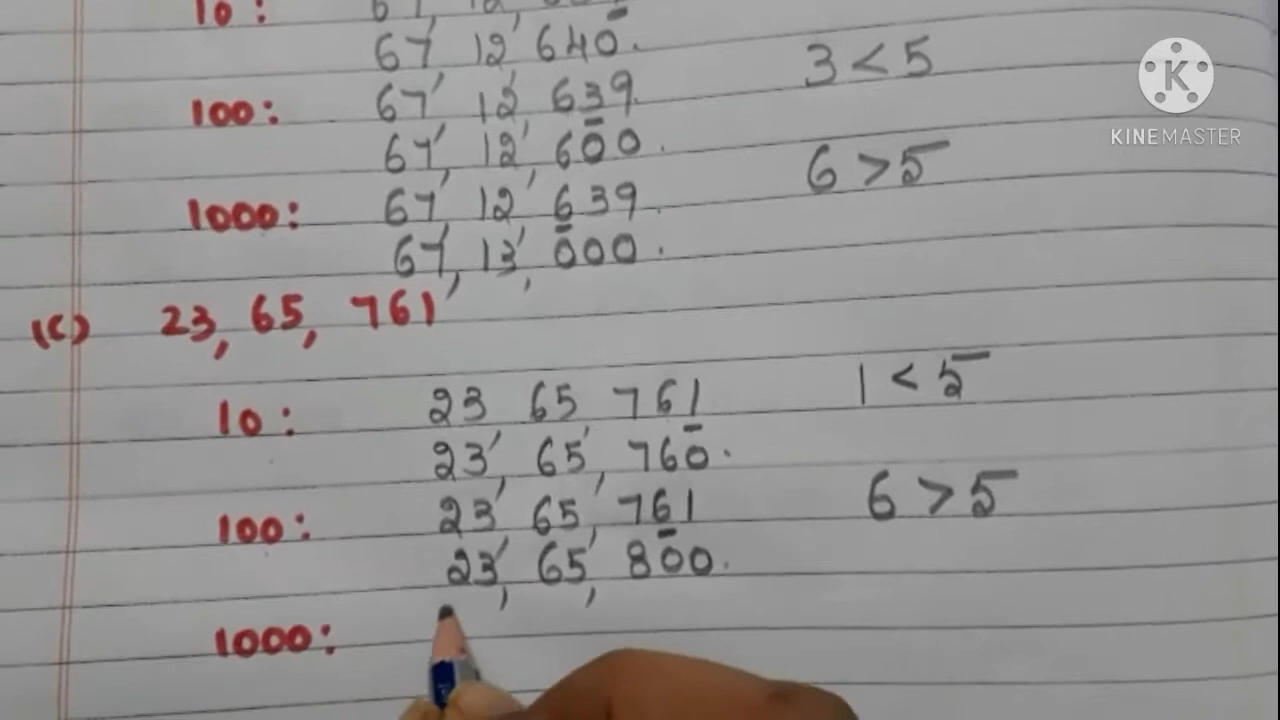 10:
67, 12, 640. 3 < 5
100: 67, 12, 639.
67, 12, 600. 6 > 5
1000: 67, 12, 639.
67, 13, 000.
(C) 23, 65, 761
10: 23, 65, 761 1 < 5
23, 65, 760.
100: 23, 65, 761 6 > 5
23, 65, 800.
1000:
K
KINEMASTER